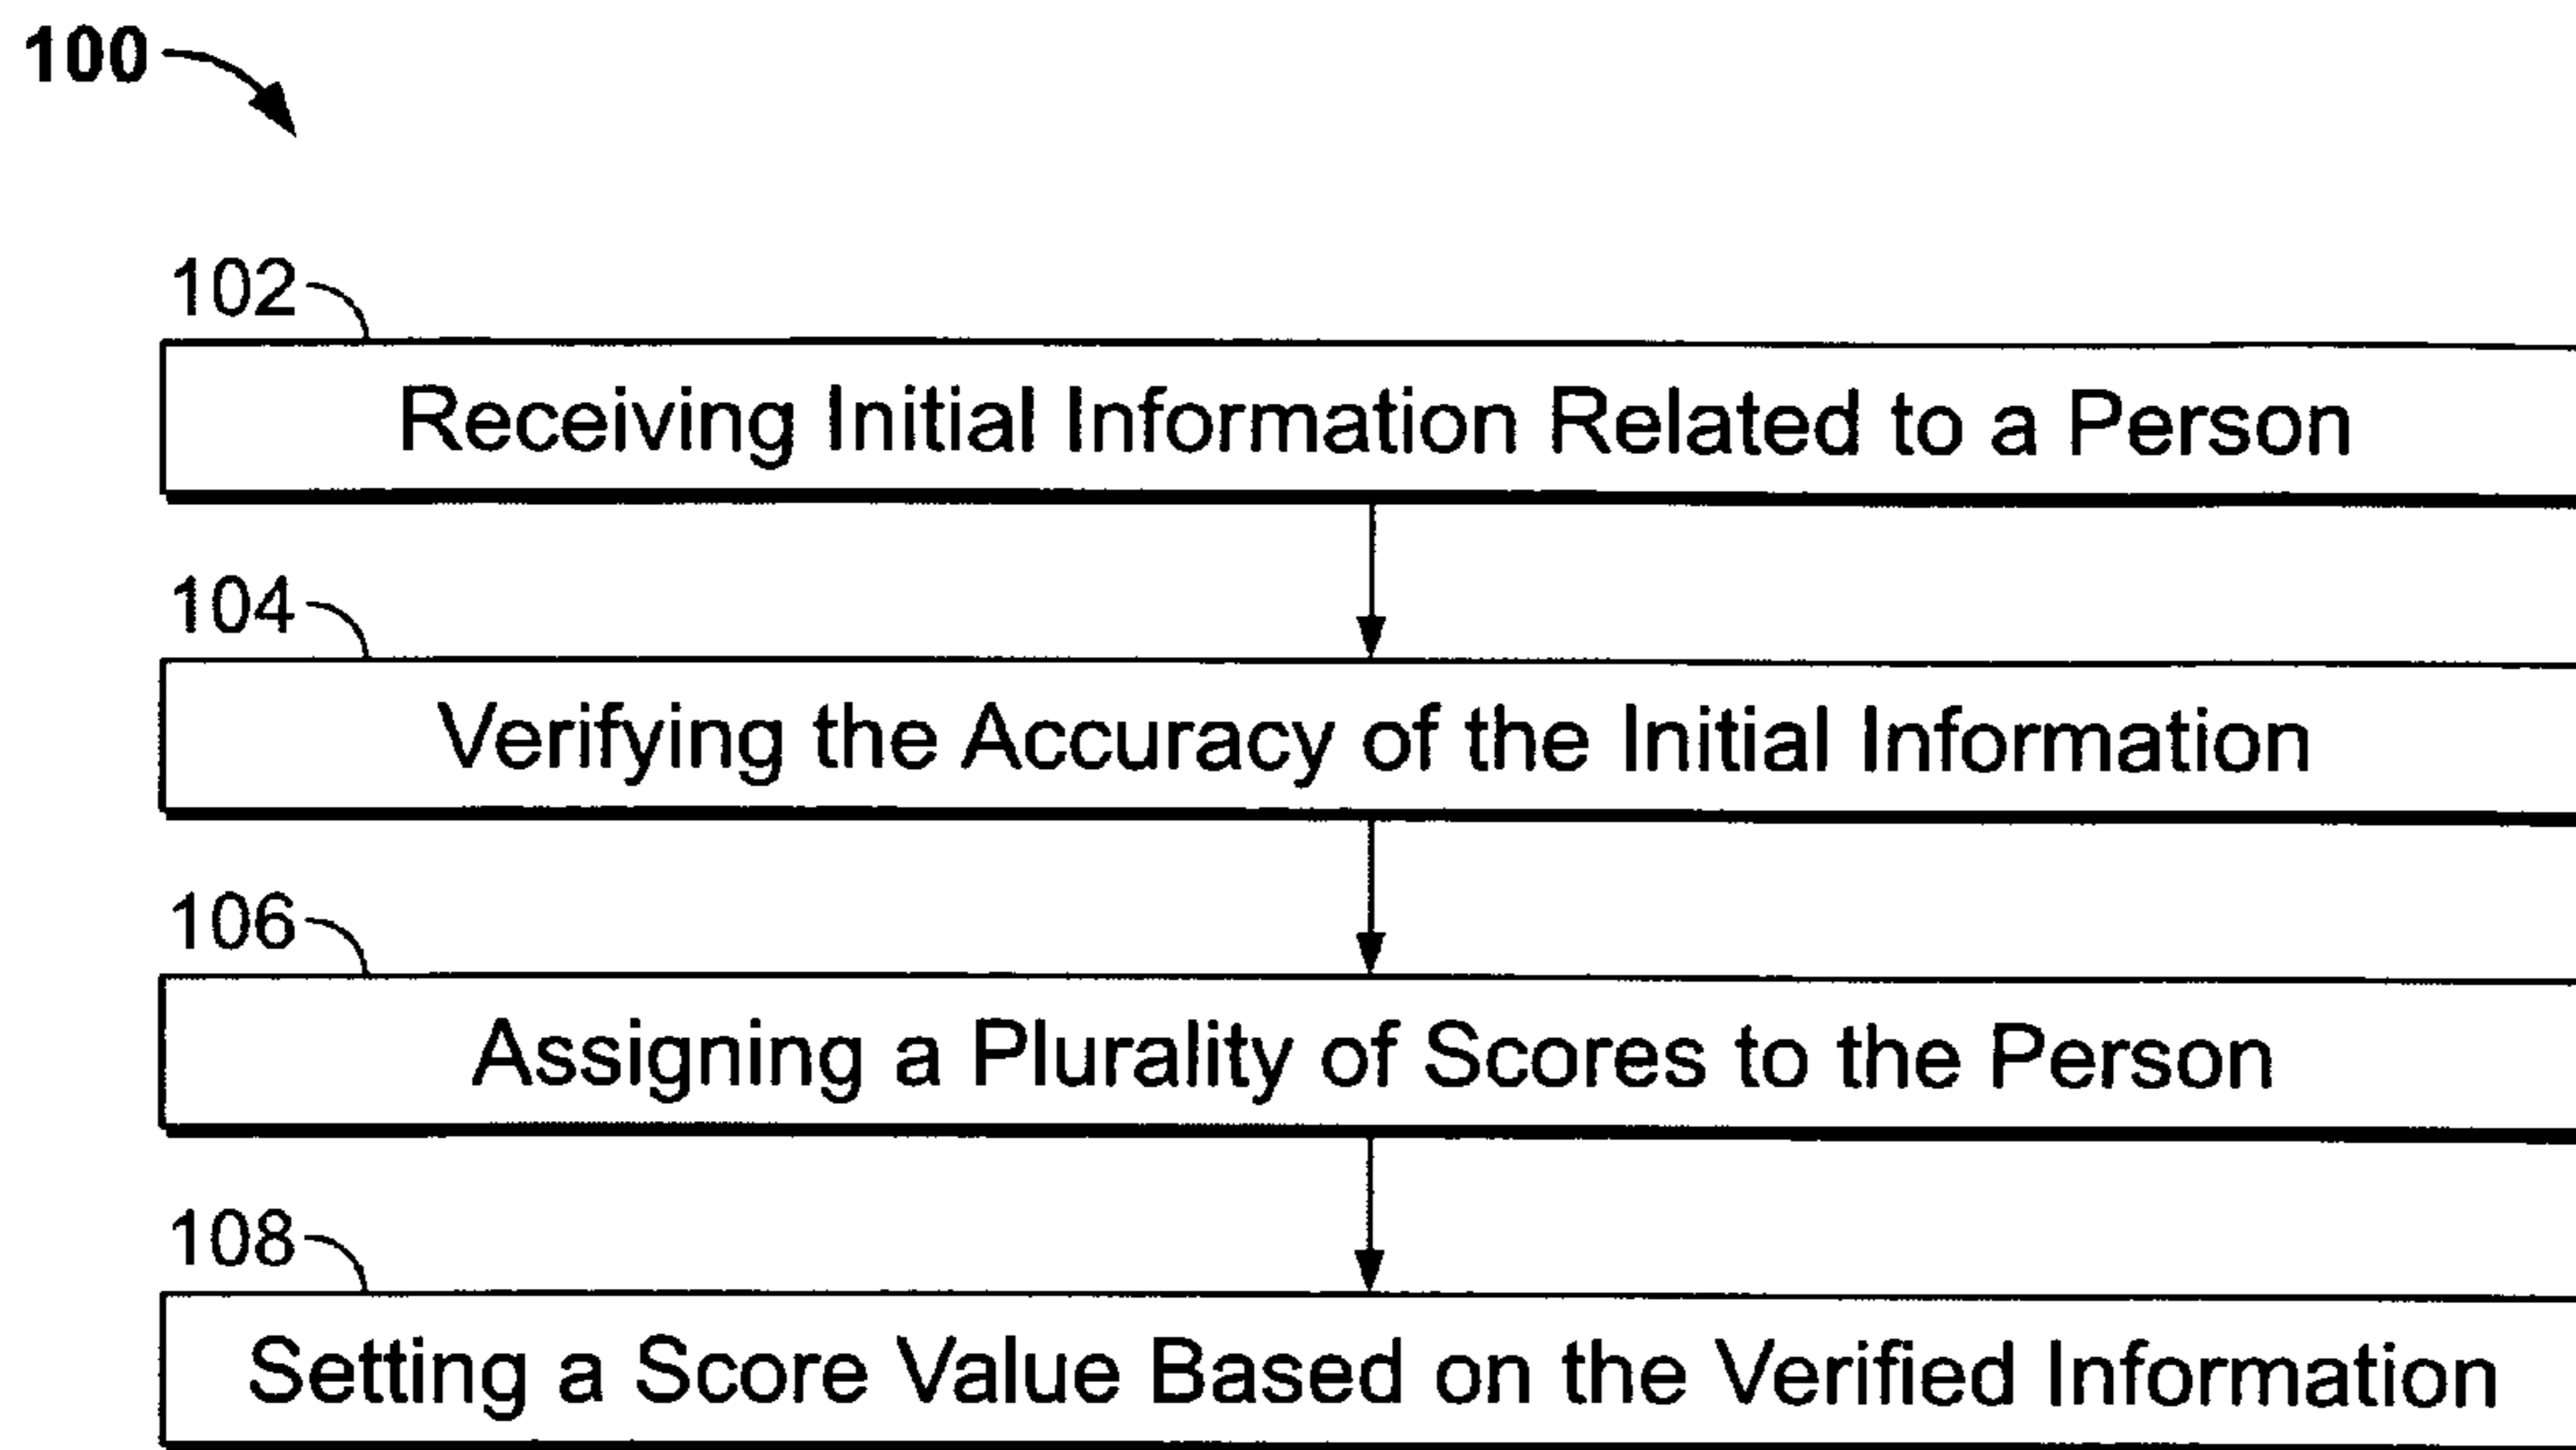 100
102
Receiving Initial Information Related to a Person
104
Verifying the Accuracy of the Initial Information
106
Assigning a Plurality of Scores to the Person
108
Setting a Score Value Based on the Verified Information